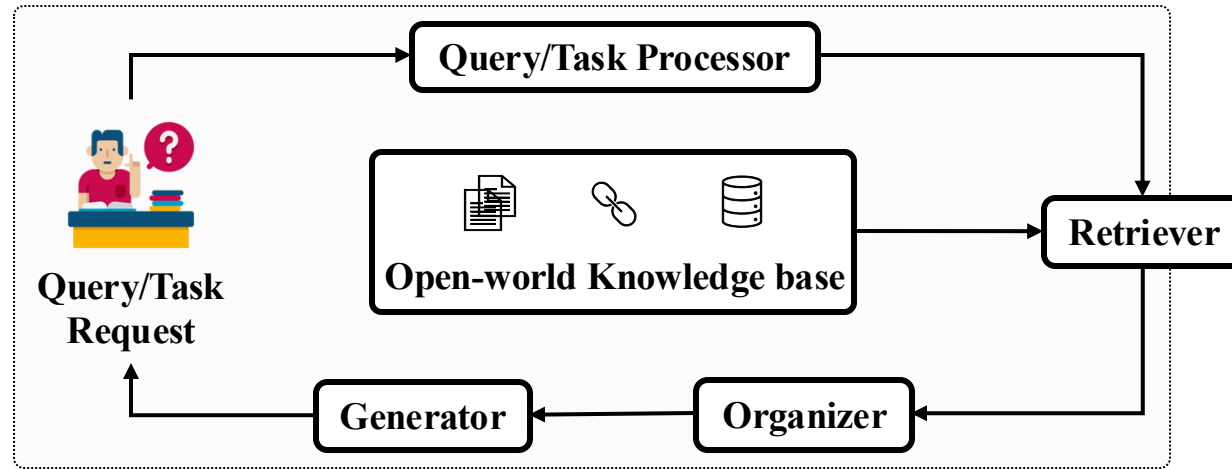 Query/Task Processor
Open-world Knowledge base
Retriever
Query/Task
Request
Generator
Organizer